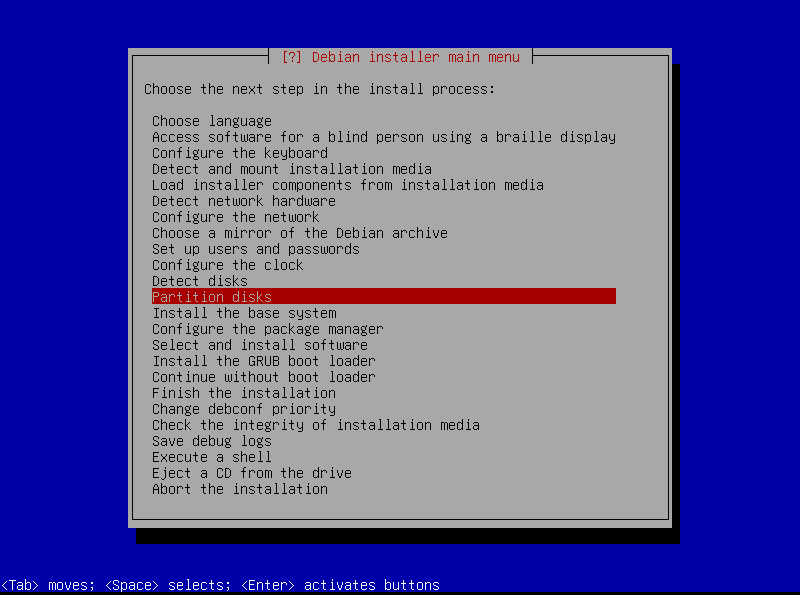 [?] Debian installer main menu
Choose the next step in the install process:
Choose language
Access software for a blind person using a braille display
Configure the keyboard
Detect and mount installation media
Load installer components from installation media
Detect network hardware
Configure the network
Choose a mirror of the Debian archive
Set up users and passwords
Configure the clock
Detect disks
Partition disks
Install the base system
Configure the package manager
Select and install software
Install the GRUB boot loader
Continue without boot loader
Finish the installation
Change debconf priority
Check the integrity of installation media
Save debug logs
Execute a shell
Eject a CD from the drive
Abort the installation
<Tab> moves; <Space> selects; <Enter> activates buttons